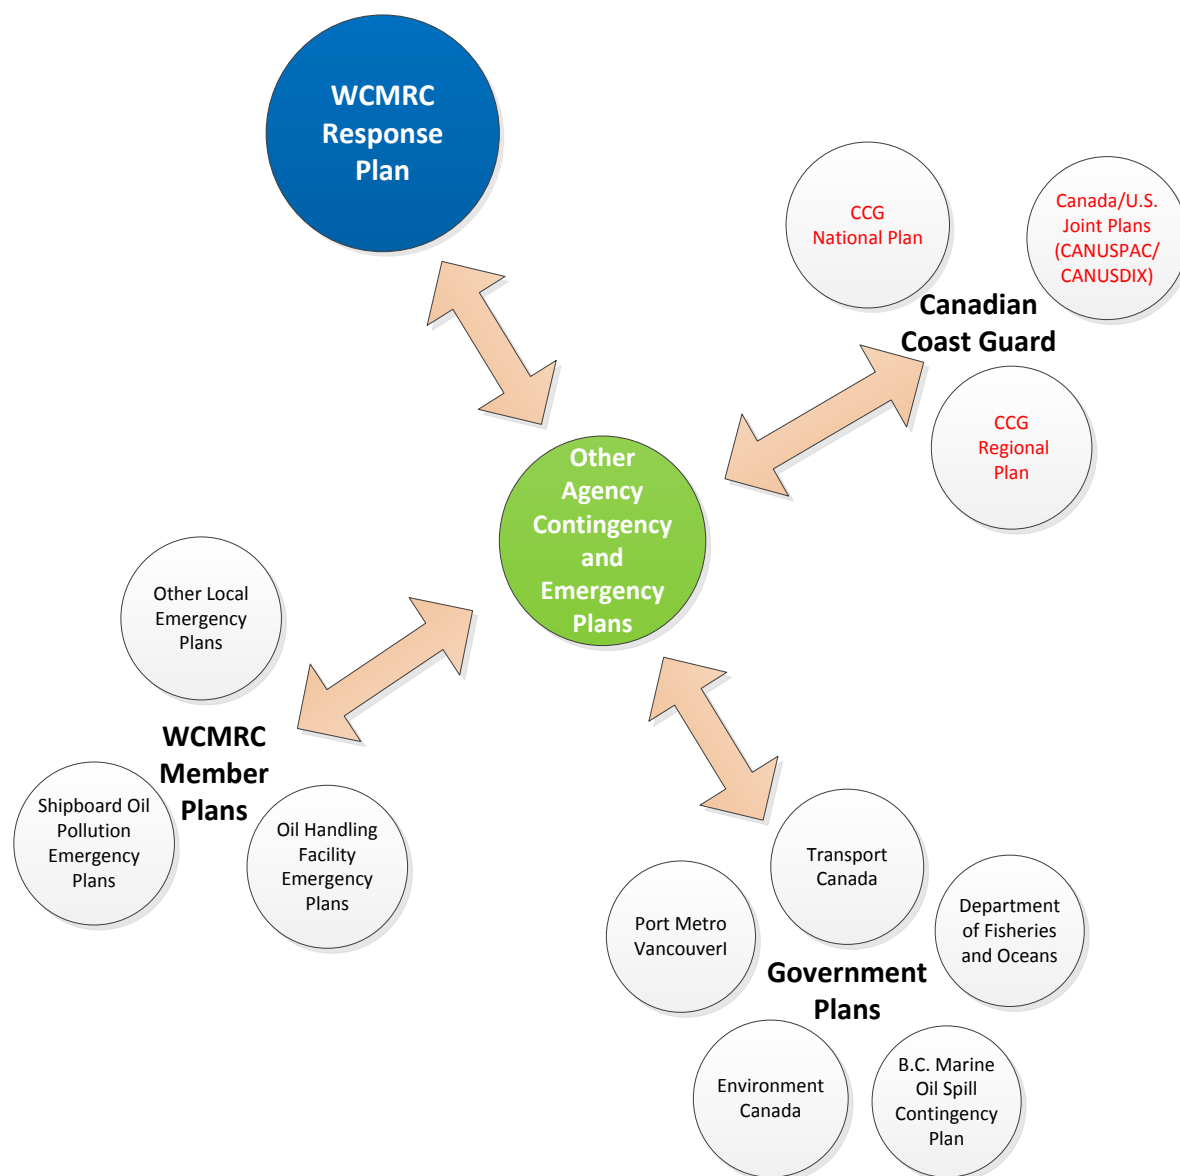 WCMRC
Response
Plan
CCG
National Plan
Canada/U.S.
Joint Plans
(CANUSPAC/
CANUSDIX)
Canadian
Coast Guard
CCG
Regional
Plan
Other
Agency
Contingency
and
Emergency
Plans
Other Local
Emergency
Plans
WCMRC
Member
Plans
Shipboard Oil
Pollution
Emergency
Plans
Oil Handling
Facility
Emergency
Plans
Transport
Canada
Port Metro
Vancouverl
Department
of Fisheries
and Oceans
Government
Plans
Environment
Canada
B.C. Marine
Oil Spill
Contingency
Plan